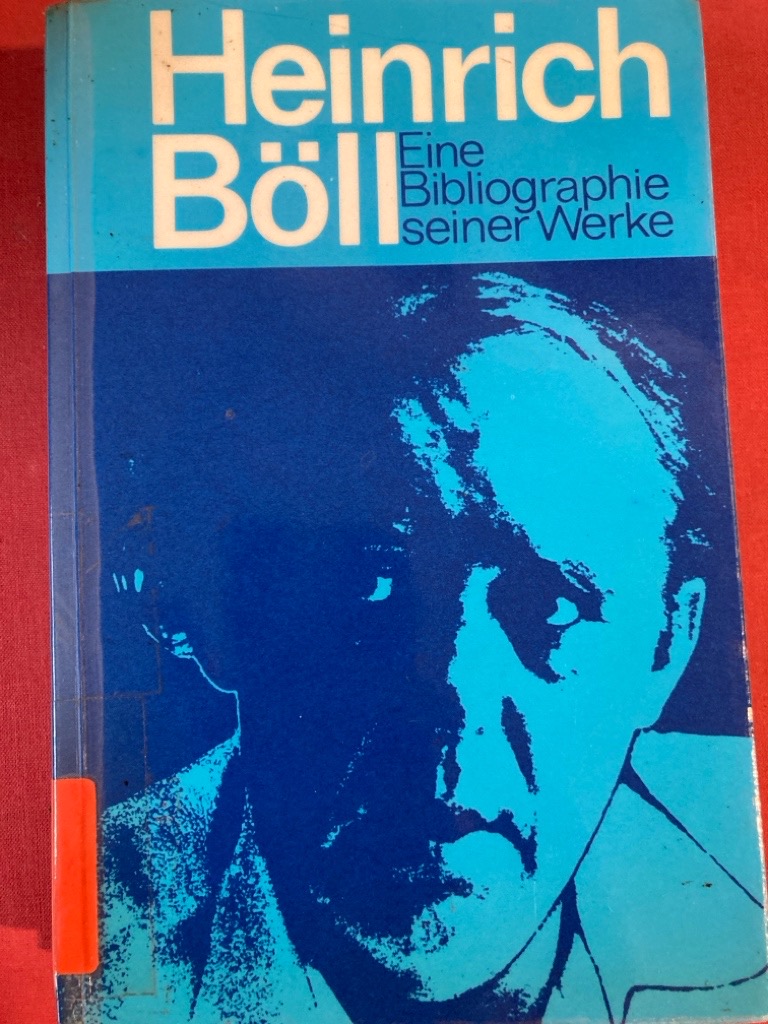 Heinrich
Böll
Eine
Bibliographie
seiner Werke